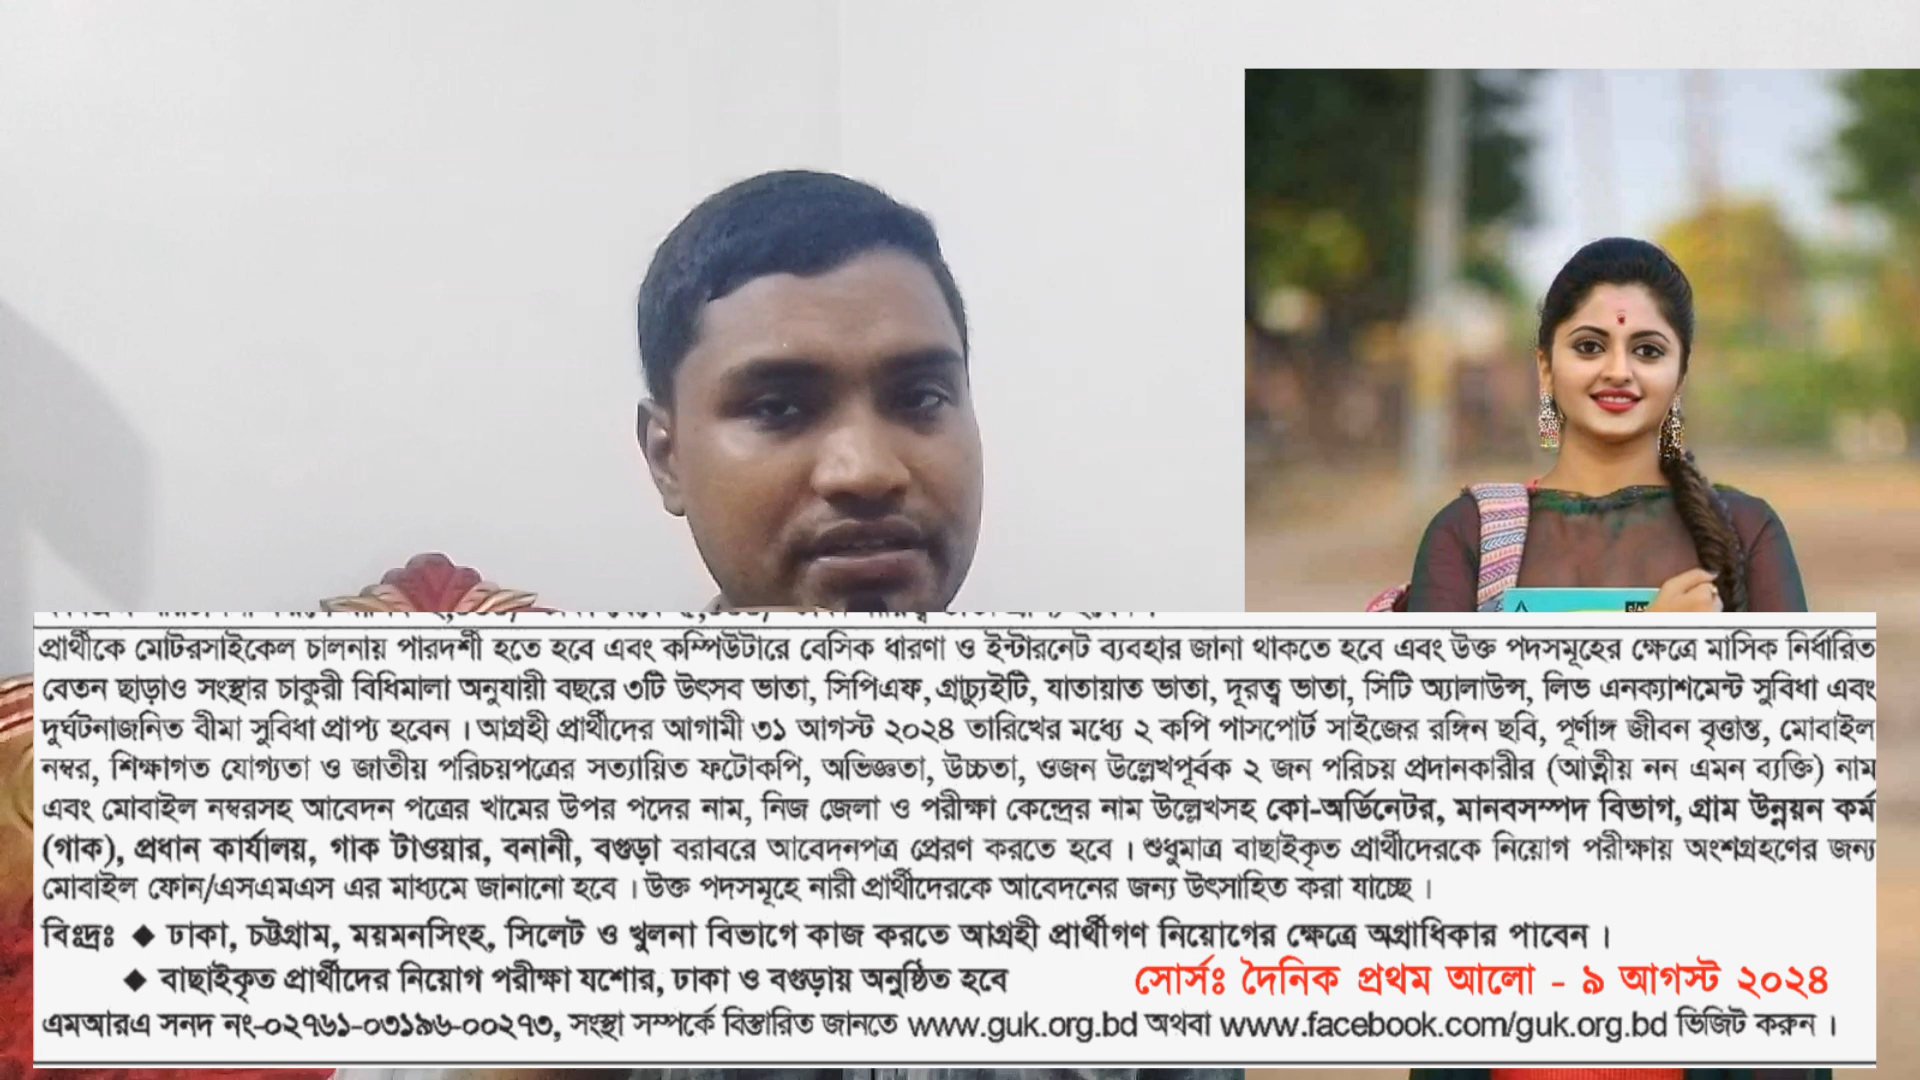 প্রার্থীকে মোটরসাইকেল চালনায় পারদর্শী হতে হবে এবং কম্পিউটারে বেসিক ধারণা ও ইন্টারনেট ব্যবহার জানা থাকতে হবে এবং উক্ত পদসমূহের ক্ষেত্রে মাসিক নির্ধারিত
বেতন ছাড়াও সংস্থার চাকুরী বিধিমালা অনুযায়ী বছরে ৩টি উৎসব ভাতা, সিপিএফ, গ্র্যাচ্যুইটি, যাতায়াত ভাতা, দূরত্ব ভাতা, সিটি অ্যালাউন্স, লিভ এনক্যাশমেন্ট সুবিধা এবং
দুর্ঘটনাজনিত বীমা সুবিধা প্রাপ্য হবেন । আগ্রহী প্রার্থীদের আগামী ৩১ আগস্ট ২০২৪ তারিখের মধ্যে ২ কপি পাসপোর্ট সাইজের রঙ্গিন ছবি, পূর্ণাঙ্গ জীবন বৃত্তান্ত, মোবাইল
নম্বর, শিক্ষাগত যোগ্যতা ও জাতীয় পরিচয়পত্রের সত্যায়িত ফটোকপি, অভিজ্ঞতা, উচ্চতা, ওজন উল্লেখপূর্বক ২ জন পরিচয় প্রদানকারীর (আত্নীয় নন এমন ব্যক্তি) নাম
এবং মোবাইল নম্বরসহ আবেদন পত্রের খামের উপর পদের নাম, নিজ জেলা ও পরীক্ষা কেন্দ্রের নাম উল্লেখসহ কো-অর্ডিনেটর, মানবসম্পদ বিভাগ, গ্রাম উন্নয়ন কর্ম
(গাক), প্রধান কার্যালয়, গাক টাওয়ার, বনানী, বগুড়া বরাবরে আবেদনপত্র প্রেরণ করতে হবে । শুধুমাত্র বাছাইকৃত প্রার্থীদেরকে নিয়োগ পরীক্ষায় অংশগ্রহণের জন্য
মোবাইল ফোন/এসএমএস এর মাধ্যমে জানানো হবে । উক্ত পদসমূহে নারী প্রার্থীদেরকে আবেদনের জন্য উৎসাহিত করা যাচ্ছে ।
বিঃদ্রঃ ◆ ঢাকা, চট্টগ্রাম, ময়মনসিংহ, সিলেট ও খুলনা বিভাগে কাজ করতে আগ্রহী প্রার্থীগণ নিয়োগের ক্ষেত্রে অগ্রাধিকার পাবেন ।
◆ বাছাইকৃত প্রার্থীদের নিয়োগ পরীক্ষা যশোর, ঢাকা ও বগুড়ায় অনুষ্ঠিত হবে
সোর্সঃ দৈনিক প্রথম আলো - ৯ আগস্ট ২০২৪
এমআরএ সনদ নং-০২৭৬১-০৩১৯৬-০০২৭৩, সংস্থা সম্পর্কে বিস্তারিত জানতে www.guk.org.bd অথবা www.facebook.com/guk.org.bd ভিজিট করুন ।